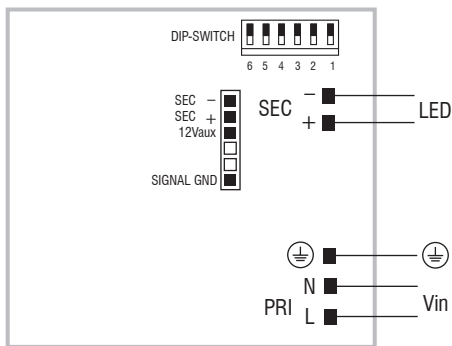 DIP-SWITCH
6 5 4 3 2 1
SEC −
SEC +
12Vaux
SIGNAL GND
SEC
−
+
LED
N
PRI
L
Vin